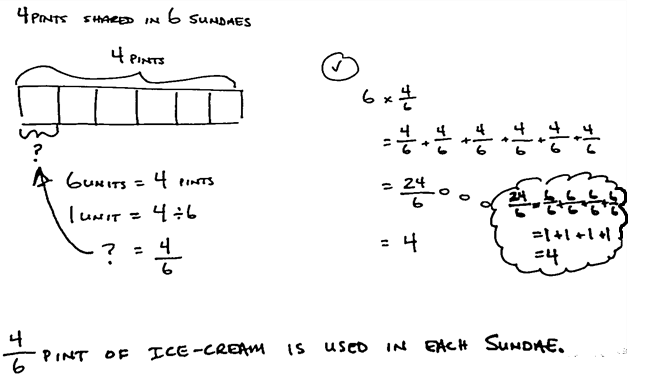 4 PINTS SHARED IN 6 SUNDAES
4 PINTS
?
6 UNITS = 4 PINTS
1 UNIT = 4 ÷ 6
? = 4/6
✓
6 × 4/6
= 4/6 + 4/6 + 4/6 + 4/6 + 4/6 + 4/6
= 24/6
24/6 = 6/6 + 6/6 + 6/6 + 6/6
= 1 + 1 + 1 + 1
= 4
= 4
4/6 PINT OF ICE-CREAM IS USED IN EACH SUNDAE.